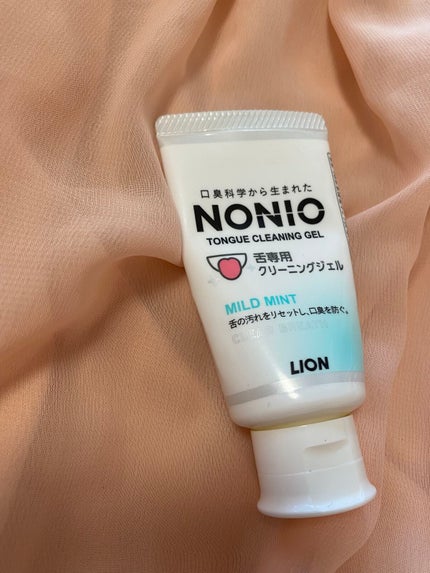 口臭科学から生まれた
NONIO
TONGUE CLEANING GEL
舌専用
クリーニングジェル
MILD MINT
舌の汚れをリセットし、口臭を防ぐ。
LION